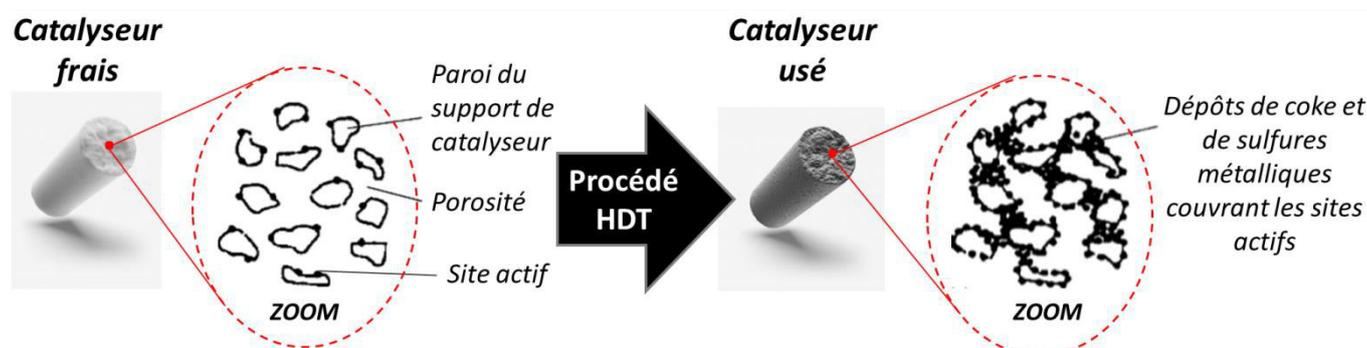 Catalyseur
frais
Paroi du
support de
catalyseur
Porosité
Site actif
ZOOM
Procédé
HDT
Catalyseur
usé
Dépôts de coke et
de sulfures
métalliques
couvrant les sites
actifs
ZOOM